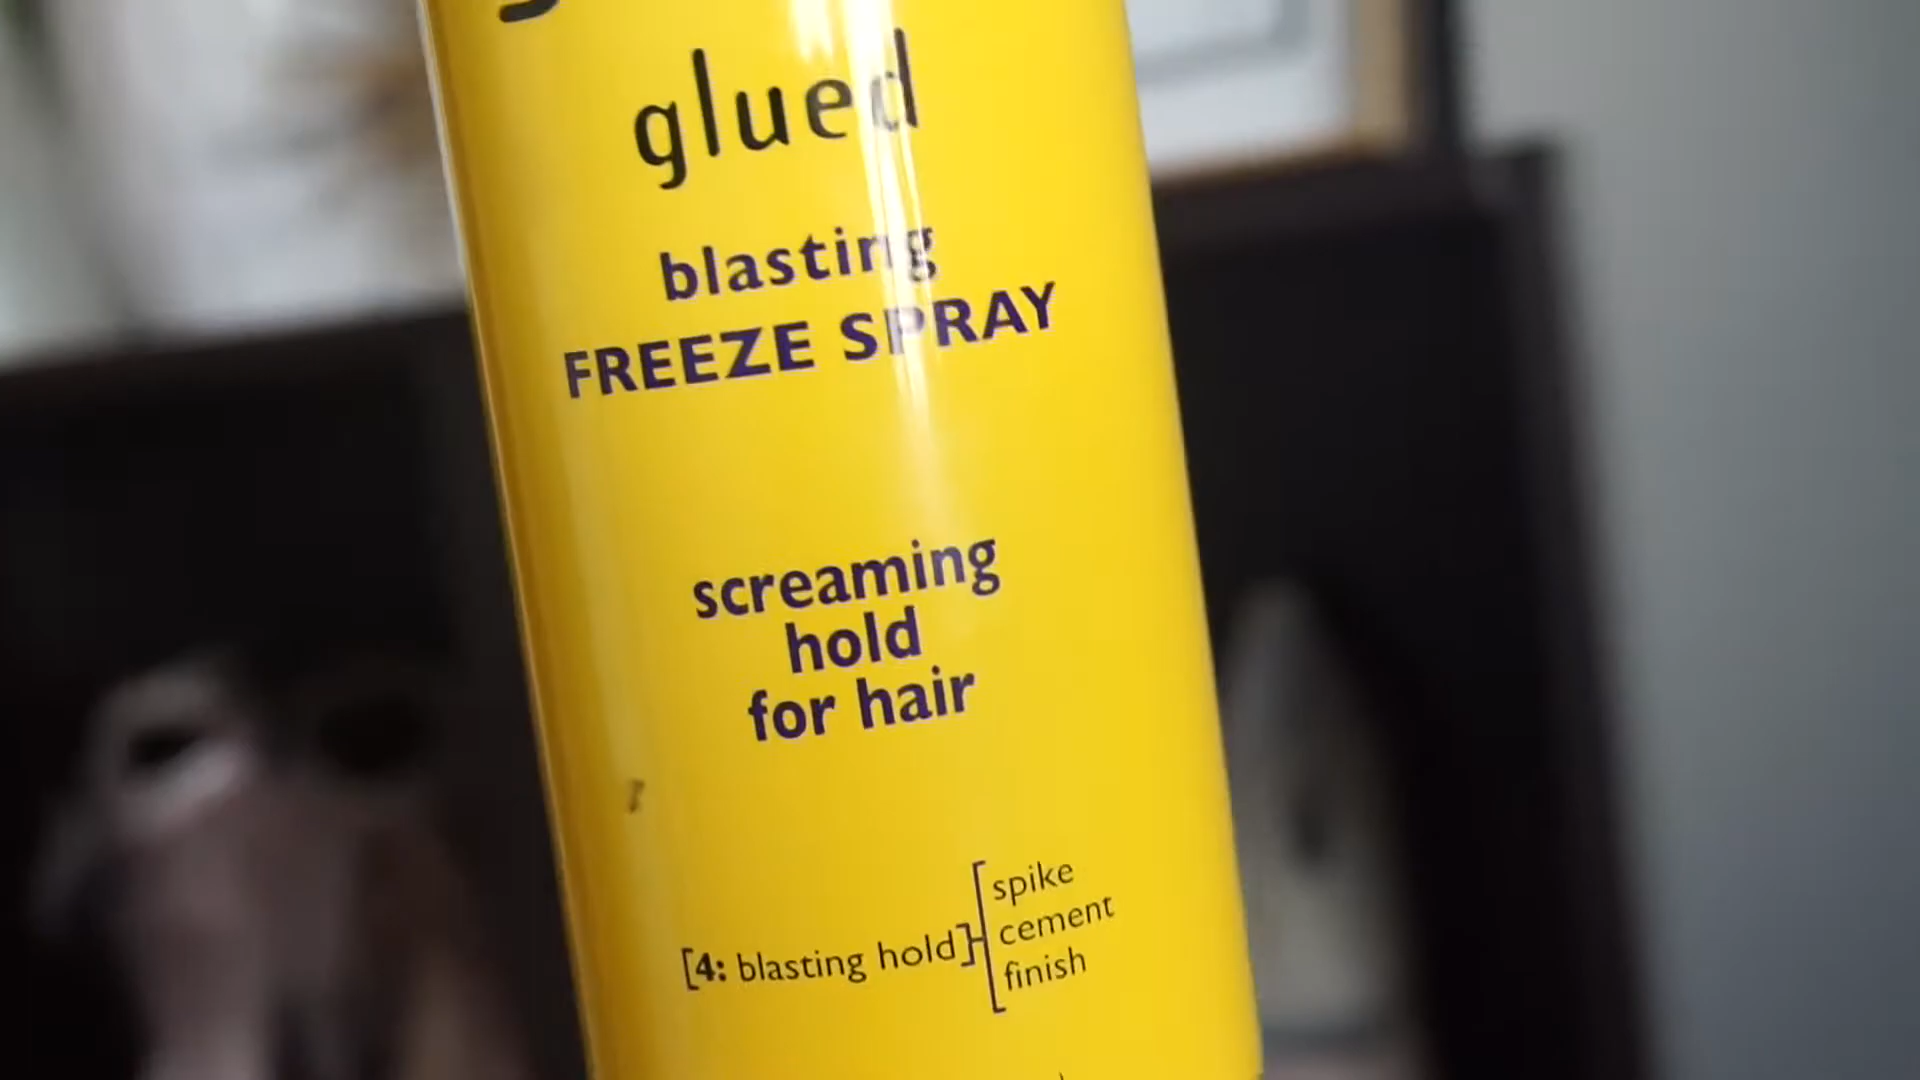 glued
blasting
FREEZE SPRAY
screaming
hold
for hair
[4: blasting hold]
spike
cement
finish